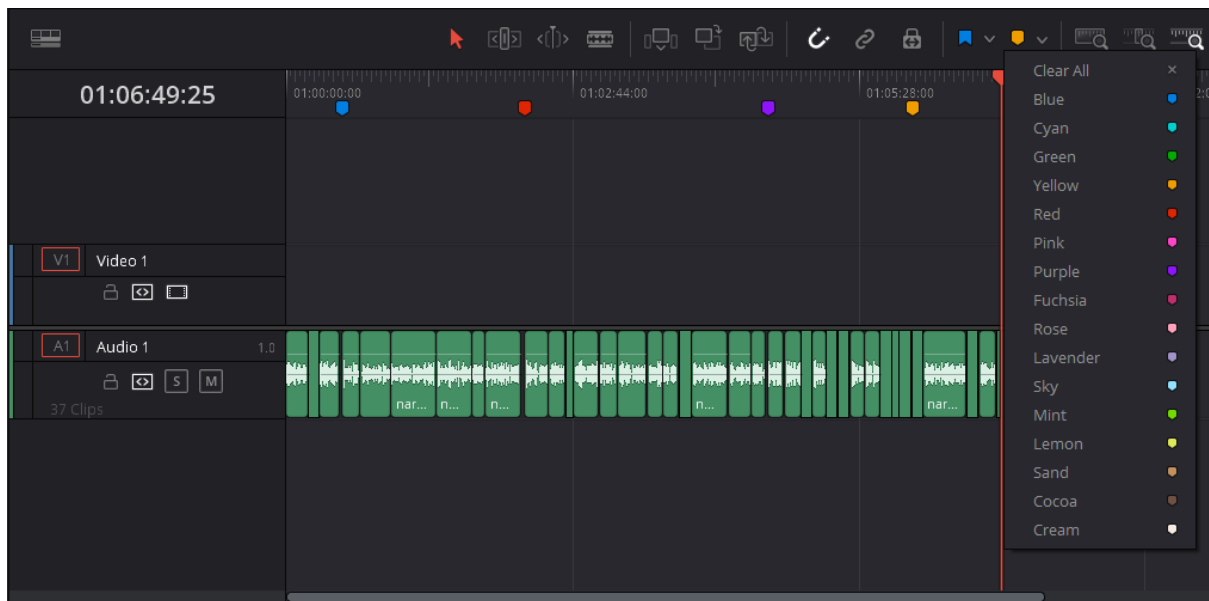 01:06:49:25
01:00:00:00
01:02:44:00
01:05:28:00
V1
Video 1
A1
Audio 1
1.0
S
M
37 Clips
nar...
n...
n...
n...
nar...
Clear All
Blue
Cyan
Green
Yellow
Red
Pink
Purple
Fuchsia
Rose
Lavender
Sky
Mint
Lemon
Sand
Cocoa
Cream